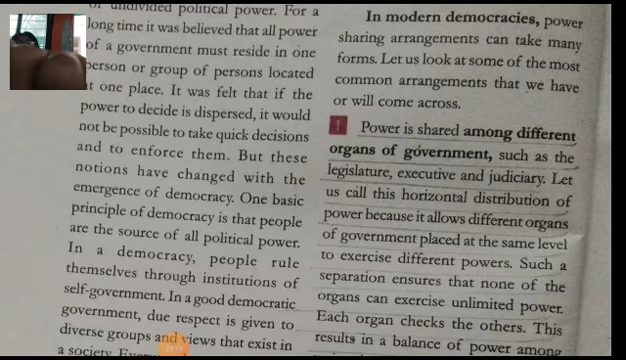 of undivided political power. For a
long time it was believed that all power
of a government must reside in one
person or group of persons located
at one place. It was felt that if the
power to decide is dispersed, it would
not be possible to take quick decisions
and to enforce them. But these
notions have changed with the
emergence of democracy. One basic
principle of democracy is that people
are the source of all political power.
In a democracy, people rule
themselves through institutions of
self-government. In a good democratic
government, due respect is given to
diverse groups and views that exist in
a society.
In modern democracies, power
sharing arrangements can take many
forms. Let us look at some of the most
common arrangements that we have
or will come across.
! Power is shared among different
organs of government, such as the
legislature, executive and judiciary. Let
us call this horizontal distribution of
power because it allows different organs
of government placed at the same level
to exercise different powers. Such a
separation ensures that none of the
organs can exercise unlimited power.
Each organ checks the others. This
results in a balance of power among